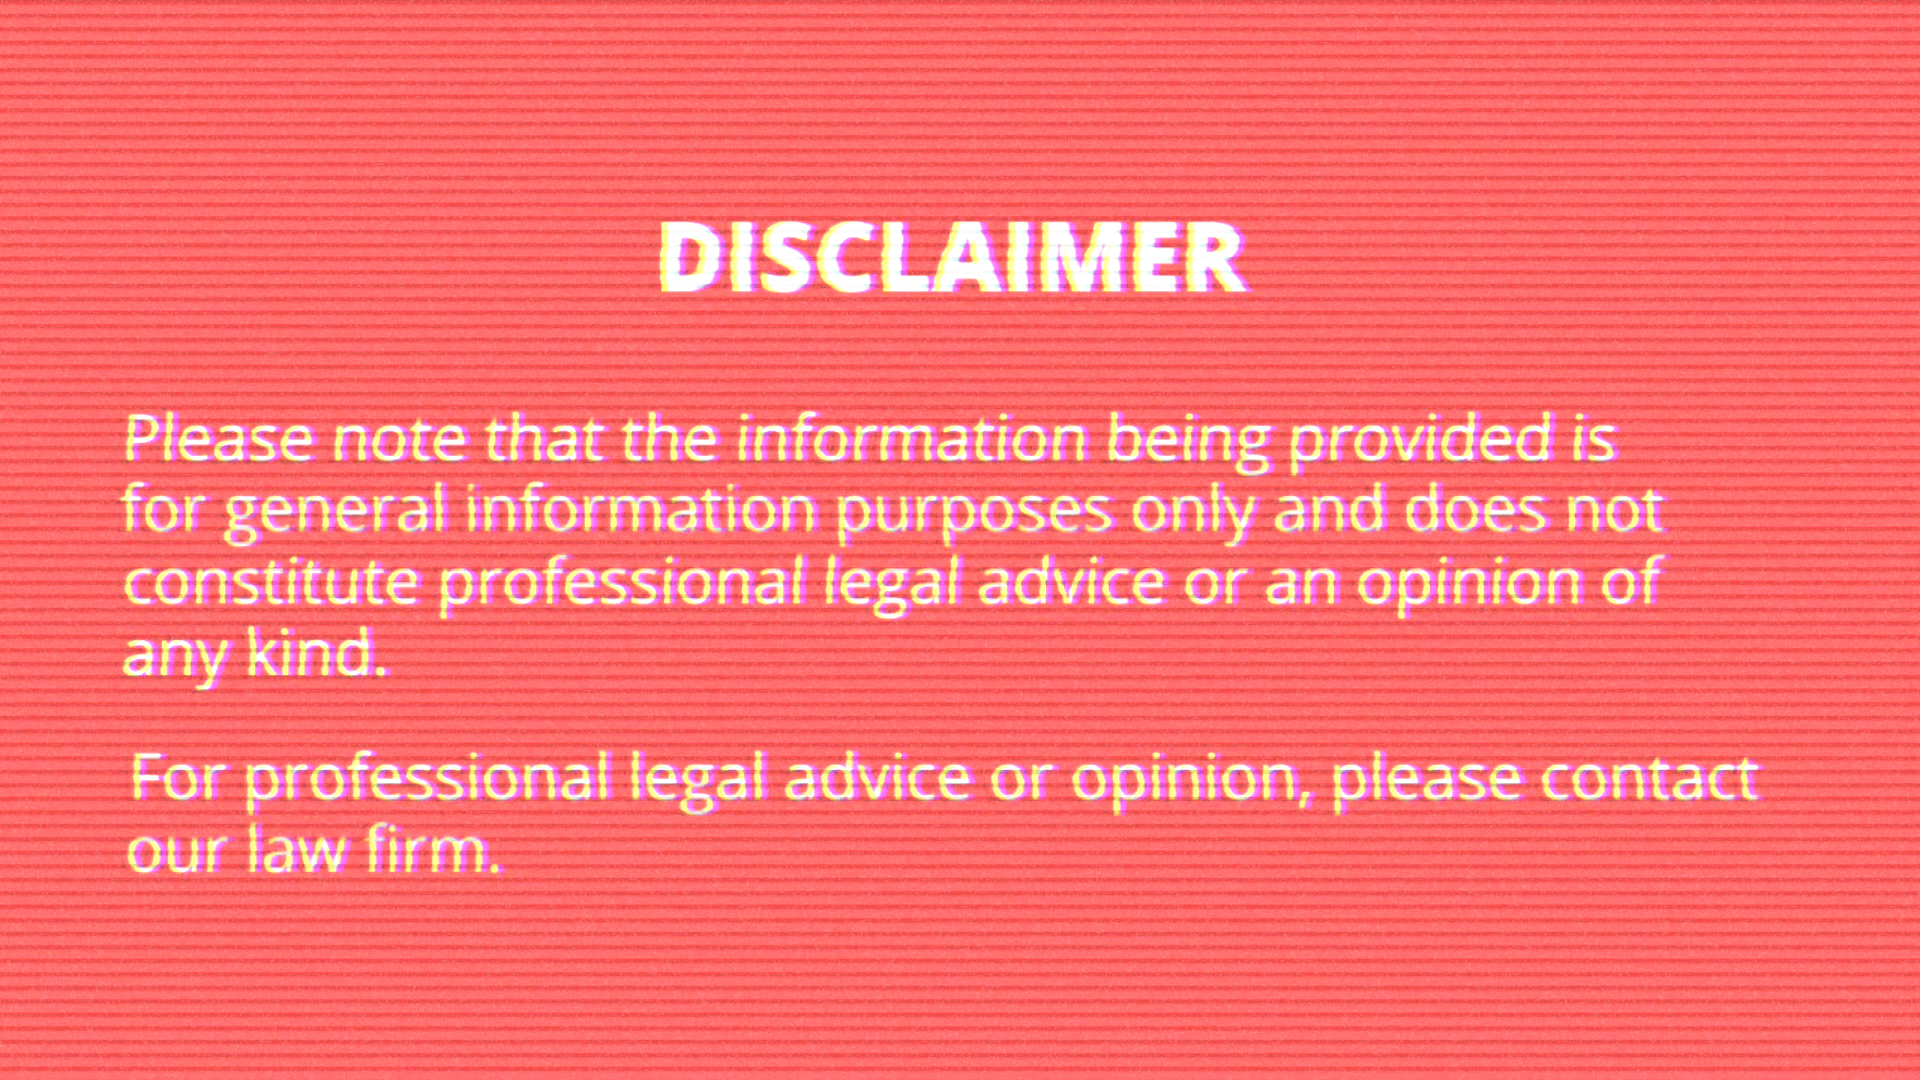 DISCLAIMER
Please note that the information being provided is
for general information purposes only and does not
constitute professional legal advice or an opinion of
any kind.
For professional legal advice or opinion, please contact
our law firm.